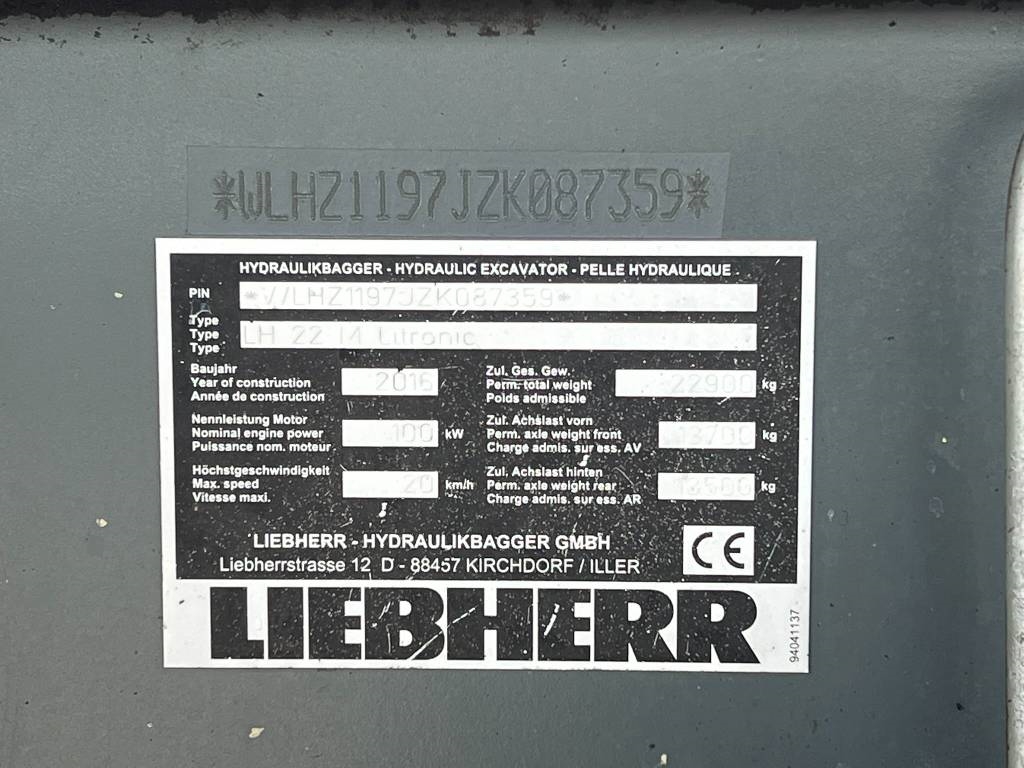 *WLHZ1197JZK087359*
HYDRAULIKBAGGER - HYDRAULIC EXCAVATOR - PELLE HYDRAULIQUE
PIN *WLHZ1197JZK087359*
Type
Type LH 22 I4 Litronic
Type
Baujahr
Year of construction 2016
Année de construction
Zul. Ges. Gew.
Perm. total weight 22900 kg
Poids admissible
Nennleistung Motor
Nominal engine power 100 kW
Puissance nom. moteur
Zul. Achslast vorn
Perm. axle weight front 13700 kg
Charge admis. sur ess. AV
Höchstgeschwindigkeit
Max. speed 20 km/h
Vitesse maxi.
Zul. Achslast hinten
Perm. axle weight rear kg
Charge admis. sur ess. AR
LIEBHERR - HYDRAULIKBAGGER GMBH
Liebherrstrasse 12 D - 88457 KIRCHDORF / ILLER
CE
LIEBHERR
94041137